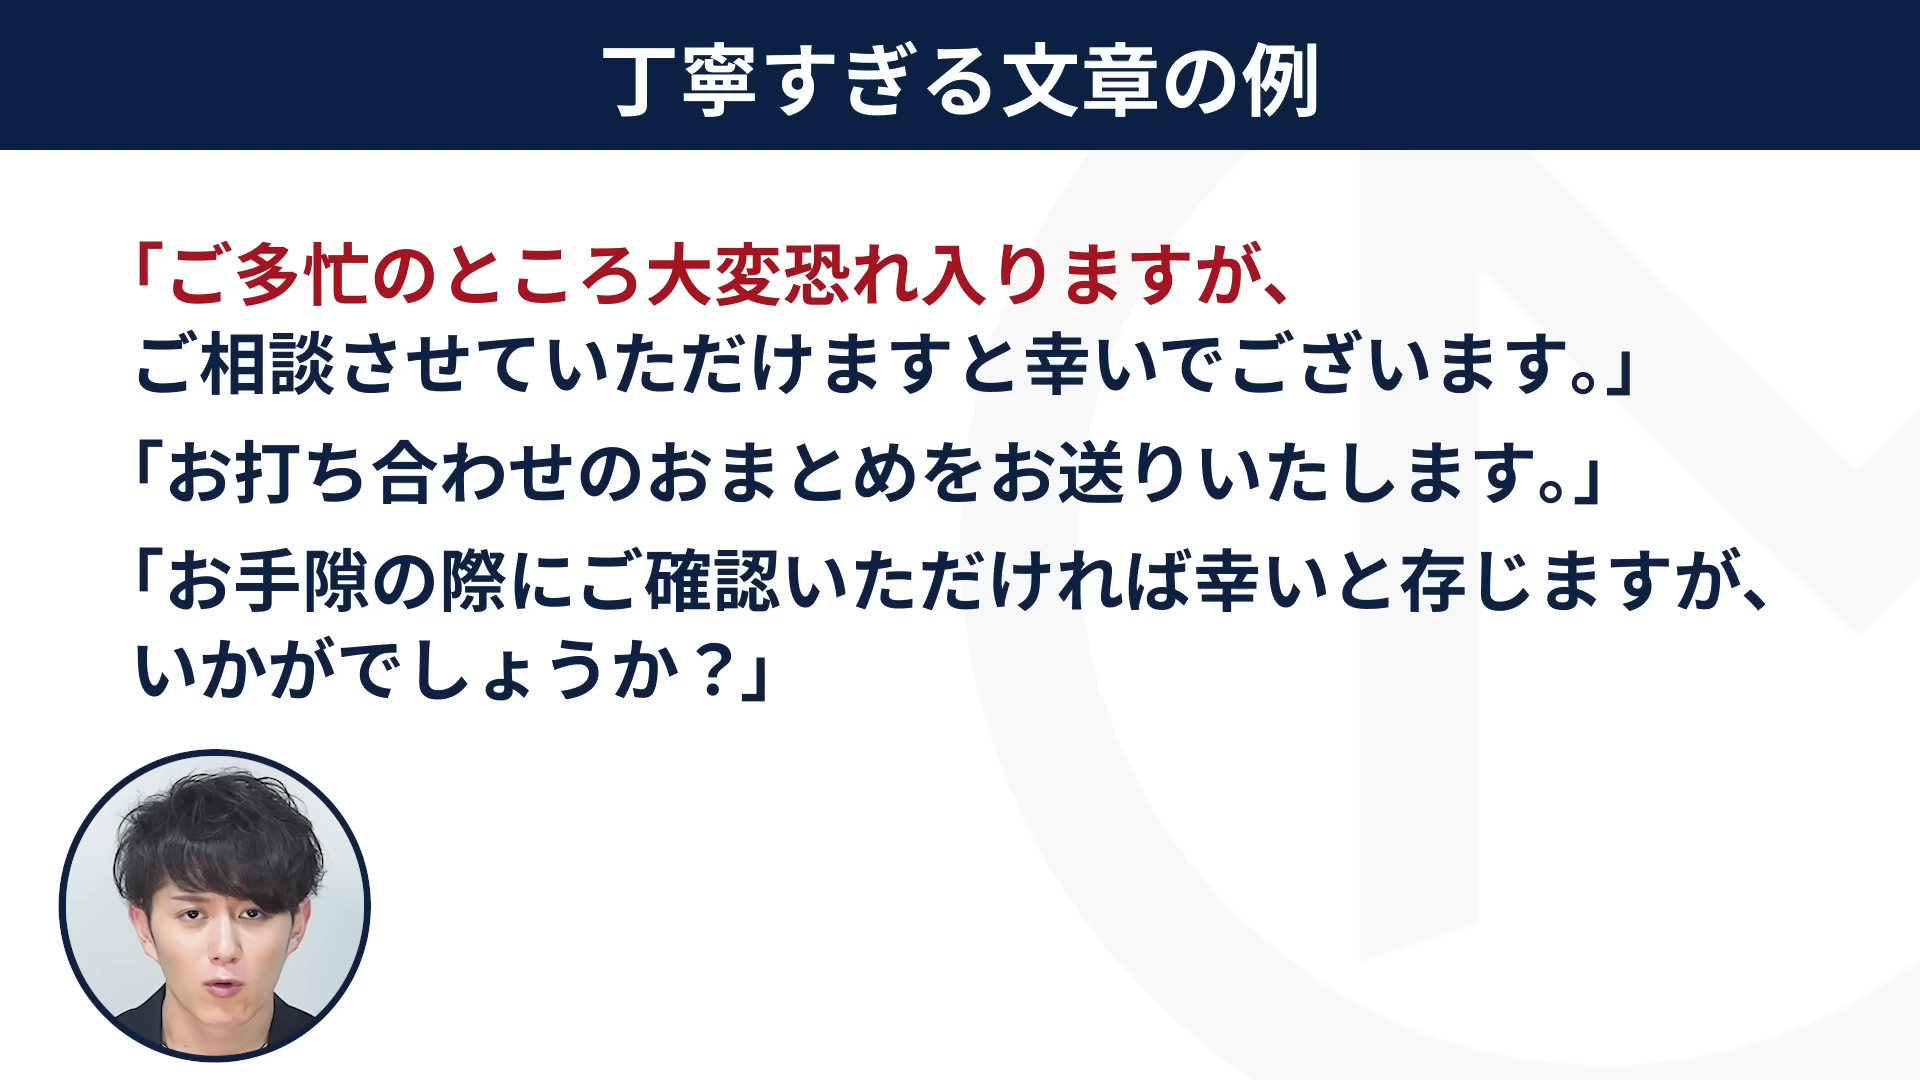 丁寧すぎる文章の例
「ご多忙のところ大変恐れ入りますが、
ご相談させていただけますと幸いでございます。」
「お打ち合わせのおまとめをお送りいたします。」
「お手隙の際にご確認いただければ幸いと存じますが、
いかがでしょうか？」